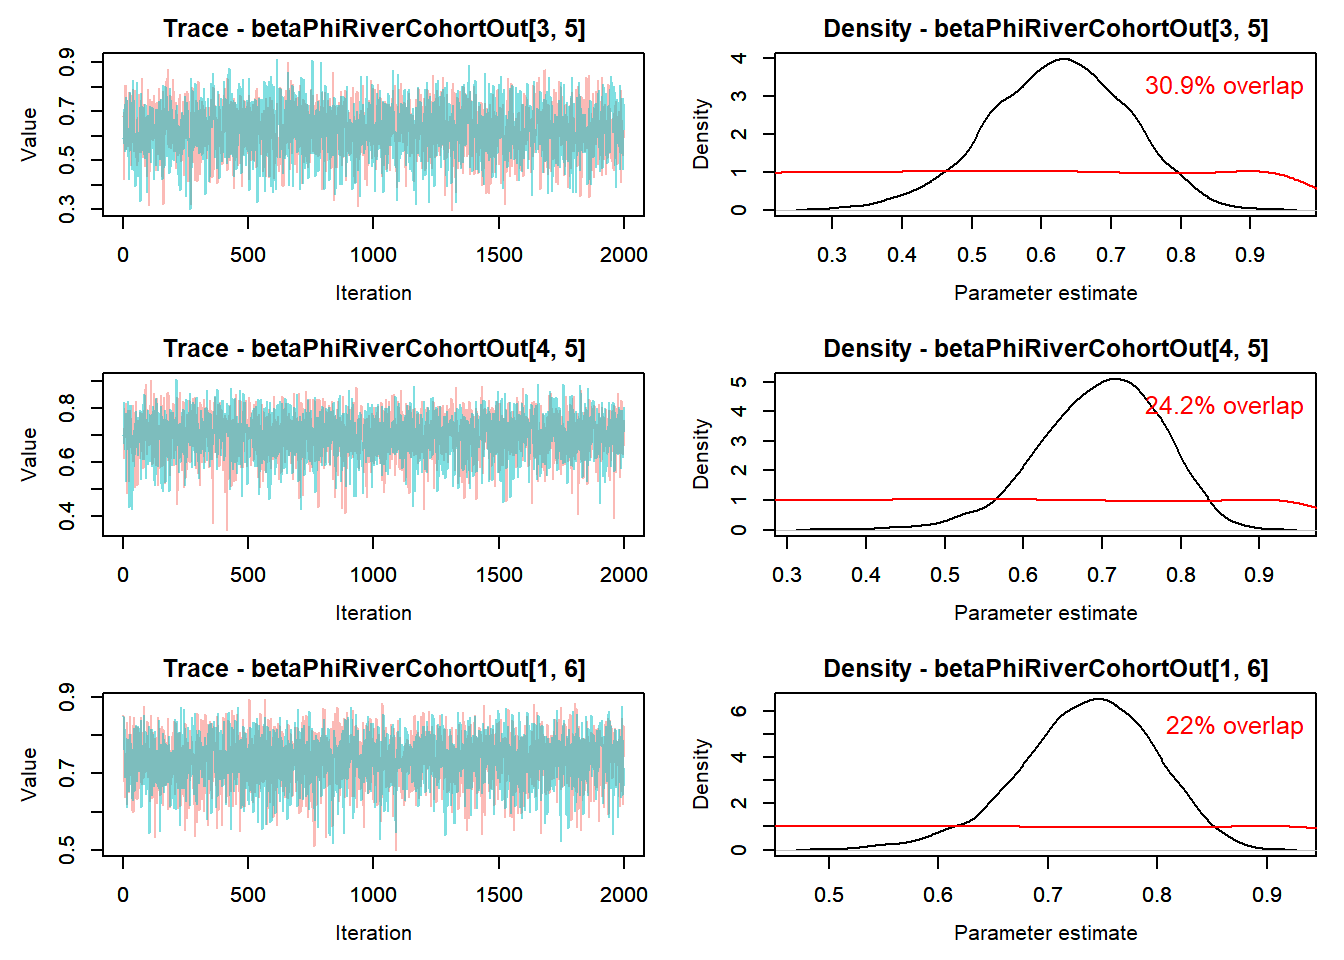 Trace - betaPhiRiverCohortOut[3, 5]
Value
0.3 0.5 0.7 0.9
0 500 1000 1500 2000
Iteration
Density - betaPhiRiverCohortOut[3, 5]
30.9% overlap
Density
0 1 2 3 4
0.3 0.4 0.5 0.6 0.7 0.8 0.9
Parameter estimate
Trace - betaPhiRiverCohortOut[4, 5]
Value
0.4 0.6 0.8
0 500 1000 1500 2000
Iteration
Density - betaPhiRiverCohortOut[4, 5]
24.2% overlap
Density
0 1 2 3 4 5
0.3 0.4 0.5 0.6 0.7 0.8 0.9
Parameter estimate
Trace - betaPhiRiverCohortOut[1, 6]
Value
0.5 0.7 0.9
0 500 1000 1500 2000
Iteration
Density - betaPhiRiverCohortOut[1, 6]
22% overlap
Density
0 2 4 6
0.5 0.6 0.7 0.8 0.9
Parameter estimate